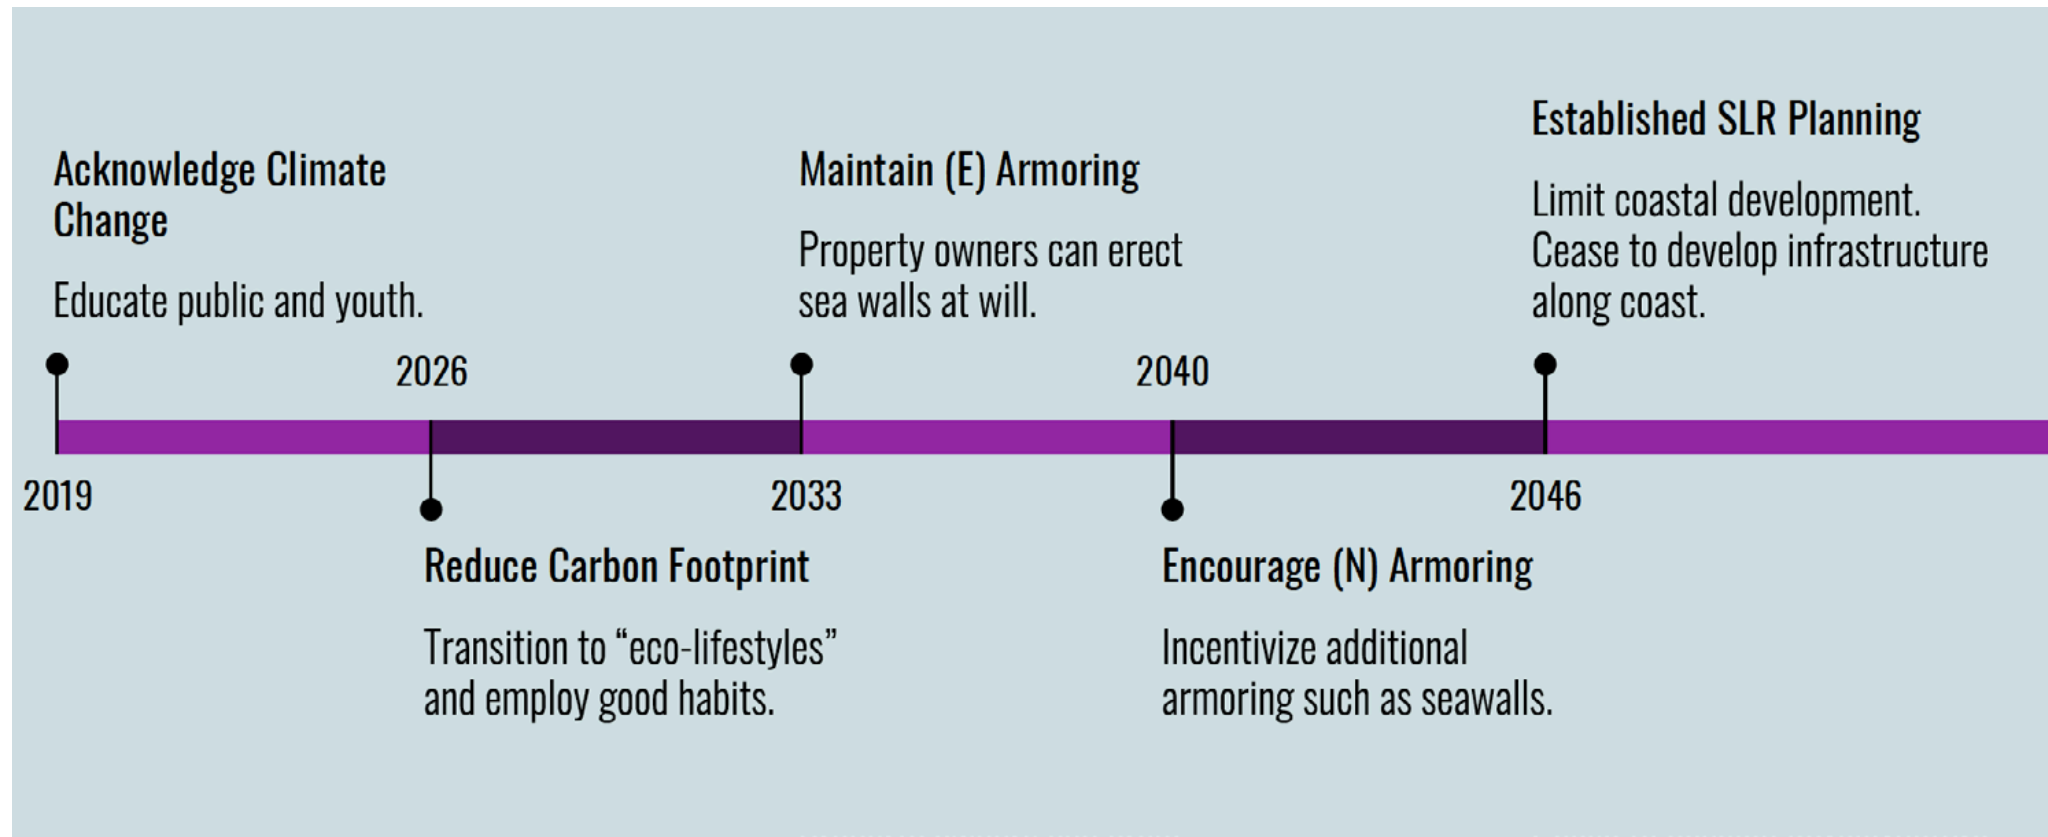 Acknowledge Climate
Change
Educate public and youth.
2019
2026
Reduce Carbon Footprint
Transition to “eco-lifestyles”
and employ good habits.
Maintain (E) Armoring
Property owners can erect
sea walls at will.
2033
2040
Encourage (N) Armoring
Incentivize additional
armoring such as seawalls.
Established SLR Planning
Limit coastal development.
Cease to develop infrastructure
along coast.
2046